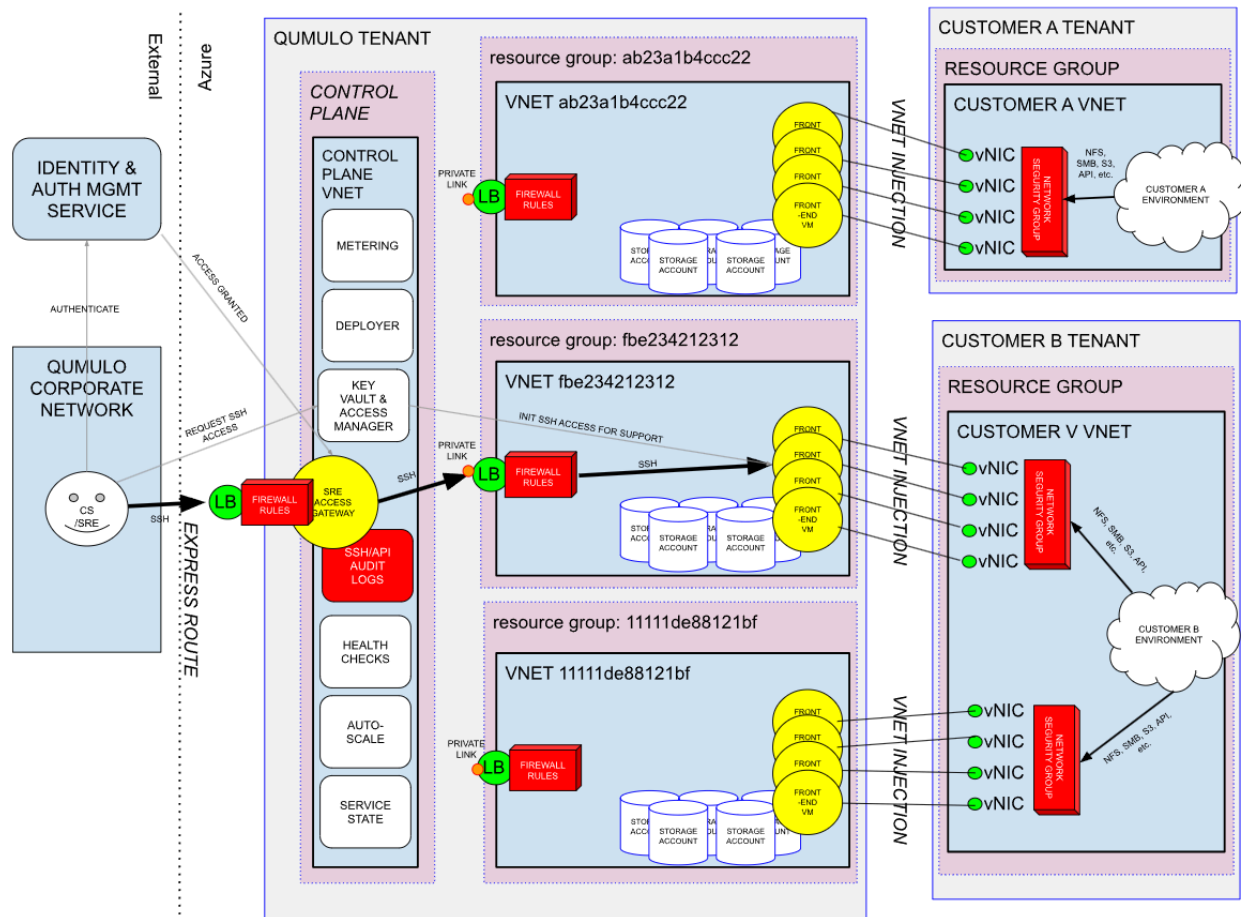 External
Azure
IDENTITY &
AUTH MGMT
SERVICE
AUTHENTICATE
ACCESS GRANTED
QUMULO
CORPORATE
NETWORK
REQUEST SSH
ACCESS
CS
/SRE
SSH
EXPRESS ROUTE
QUMULO TENANT
CONTROL
PLANE
CONTROL
PLANE
VNET
METERING
DEPLOYER
KEY
VAULT &
ACCESS
MANAGER
LB
FIREWALL
RULES
SRE
ACCESS
GATEWAY
SSH/API
AUDIT
LOGS
HEALTH
CHECKS
AUTO-
SCALE
SERVICE
STATE
SSH
resource group: ab23a1b4ccc22
VNET ab23a1b4ccc22
PRIVATE
LINK
LB
FIREWALL
RULES
STORAGE
ACCOUNT
STORAGE
ACCOUNT
FRONT
FRONT
FRONT
FRONT
-END
VM
resource group: fbe234212312
VNET fbe234212312
INIT SSH ACCESS FOR SUPPORT
PRIVATE
LINK
LB
FIREWALL
RULES
SSH
STORAGE
ACCOUNT
STORAGE
ACCOUNT
FRONT
FRONT
FRONT
FRONT
-END
VM
resource group: 11111de88121bf
VNET 11111de88121bf
PRIVATE
LINK
LB
FIREWALL
RULES
STORAGE
ACCOUNT
STORAGE
ACCOUNT
FRONT
FRONT
FRONT
FRONT
-END
VM
VNET INJECTION
VNET INJECTION
VNET INJECTION
CUSTOMER A TENANT
RESOURCE GROUP
CUSTOMER A VNET
vNIC
vNIC
vNIC
vNIC
NETWORK
SECURITY GROUP
NFS,
SMB, S3,
API, etc.
CUSTOMER A
ENVIRONMENT
CUSTOMER B TENANT
RESOURCE GROUP
CUSTOMER V VNET
vNIC
vNIC
vNIC
vNIC
NETWORK
SECURITY GROUP
NFS, SMB, S3, API,
etc.
CUSTOMER B
ENVIRONMENT
vNIC
vNIC
vNIC
vNIC
NETWORK
SECURITY GROUP
NFS, SMB, S3, API,
etc.